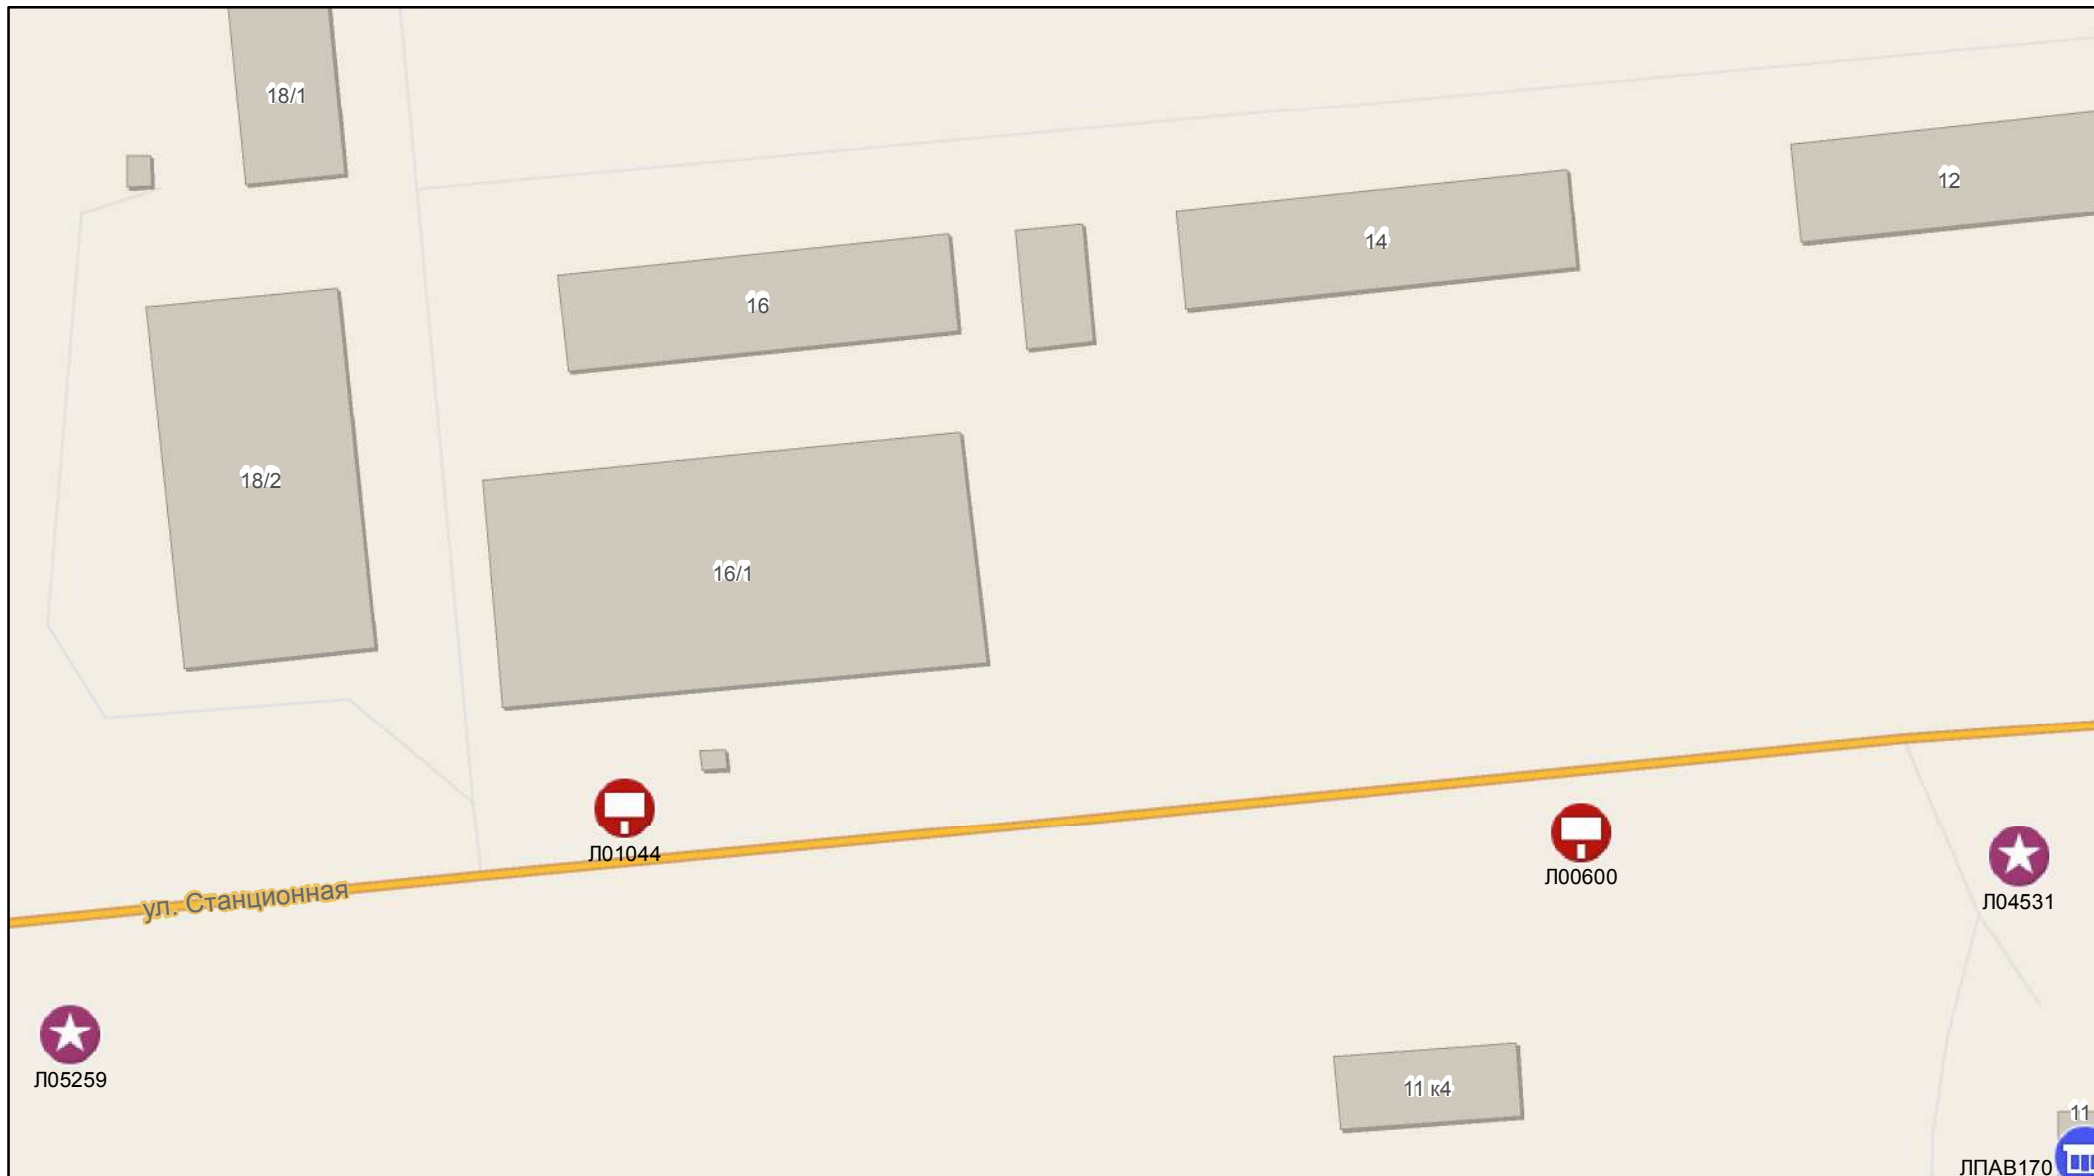 18/1
12
14
16
18/2
16/1
Л01044
Л00600
ул. Станционная
Л04531
Л05259
11 к4
11
ЛПАВ170